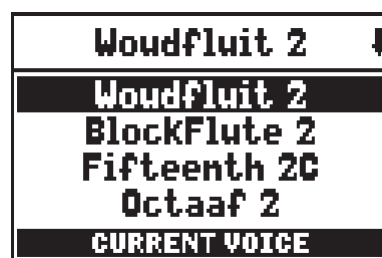 Woudfluit 2
Woudfluit 2
BlockFlute 2
Fifteenth 2C
Octaaf 2
CURRENT VOICE